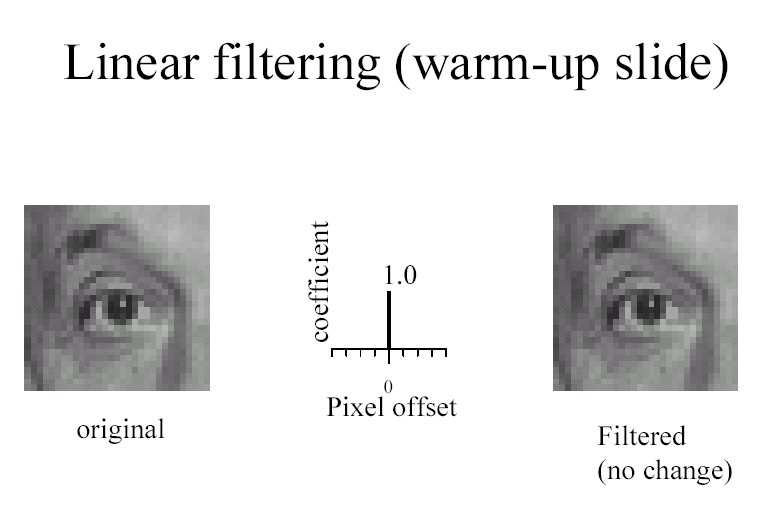 Linear filtering (warm-up slide)
coefficient
1.0
0
Pixel offset
original
Filtered
(no change)